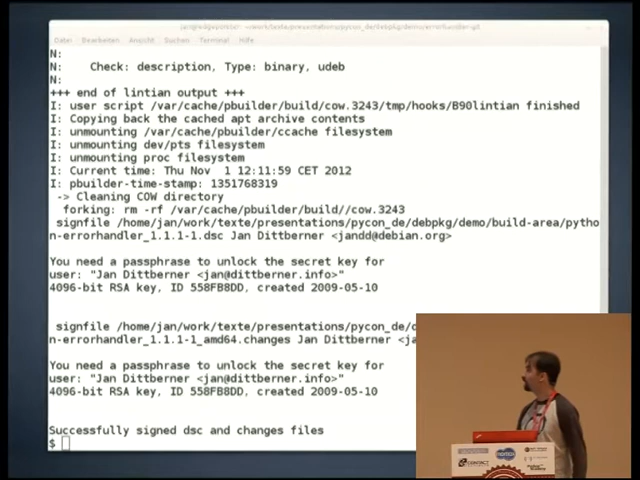 Datei Bearbeiten Ansicht Suchen Terminal Hilfe
N:
N:    Check: description, Type: binary, udeb
N:
+++ end of lintian output +++
I: user script /var/cache/pbuilder/build/cow.3243/tmp/hooks/B90lintian finished
I: Copying back the cached apt archive contents
I: unmounting /var/cache/pbuilder/ccache filesystem
I: unmounting dev/pts filesystem
I: unmounting proc filesystem
I: Current time: Thu Nov  1 12:11:59 CET 2012
I: pbuilder-time-stamp: 1351768319
 -> Cleaning COW directory
  forking: rm -rf /var/cache/pbuilder/build//cow.3243
 signfile /home/jan/work/texte/presentations/pycon_de/debpkg/demo/build-area/pytho
n-errorhandler_1.1.1-1.dsc Jan Dittberner <jandd@debian.org>
You need a passphrase to unlock the secret key for
user: "Jan Dittberner <jan@dittberner.info>"
4096-bit RSA key, ID 558FB8DD, created 2009-05-10
 signfile /home/jan/work/texte/presentations/pycon_de/d
n-errorhandler_1.1.1-1_amd64.changes Jan Dittberner <ja
You need a passphrase to unlock the secret key for
user: "Jan Dittberner <jan@dittberner.info>"
4096-bit RSA key, ID 558FB8DD, created 2009-05-10
Successfully signed dsc and changes files
$